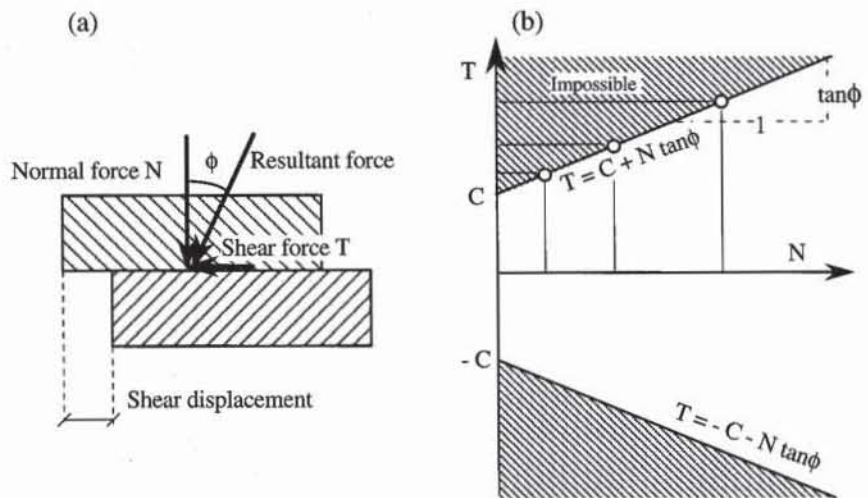 (a)
Normal force N
ϕ
Resultant force
Shear force T
Shear displacement
(b)
T
Impossible
tanϕ
1
T = C + N tanϕ
C
N
- C
T = - C - N tanϕ